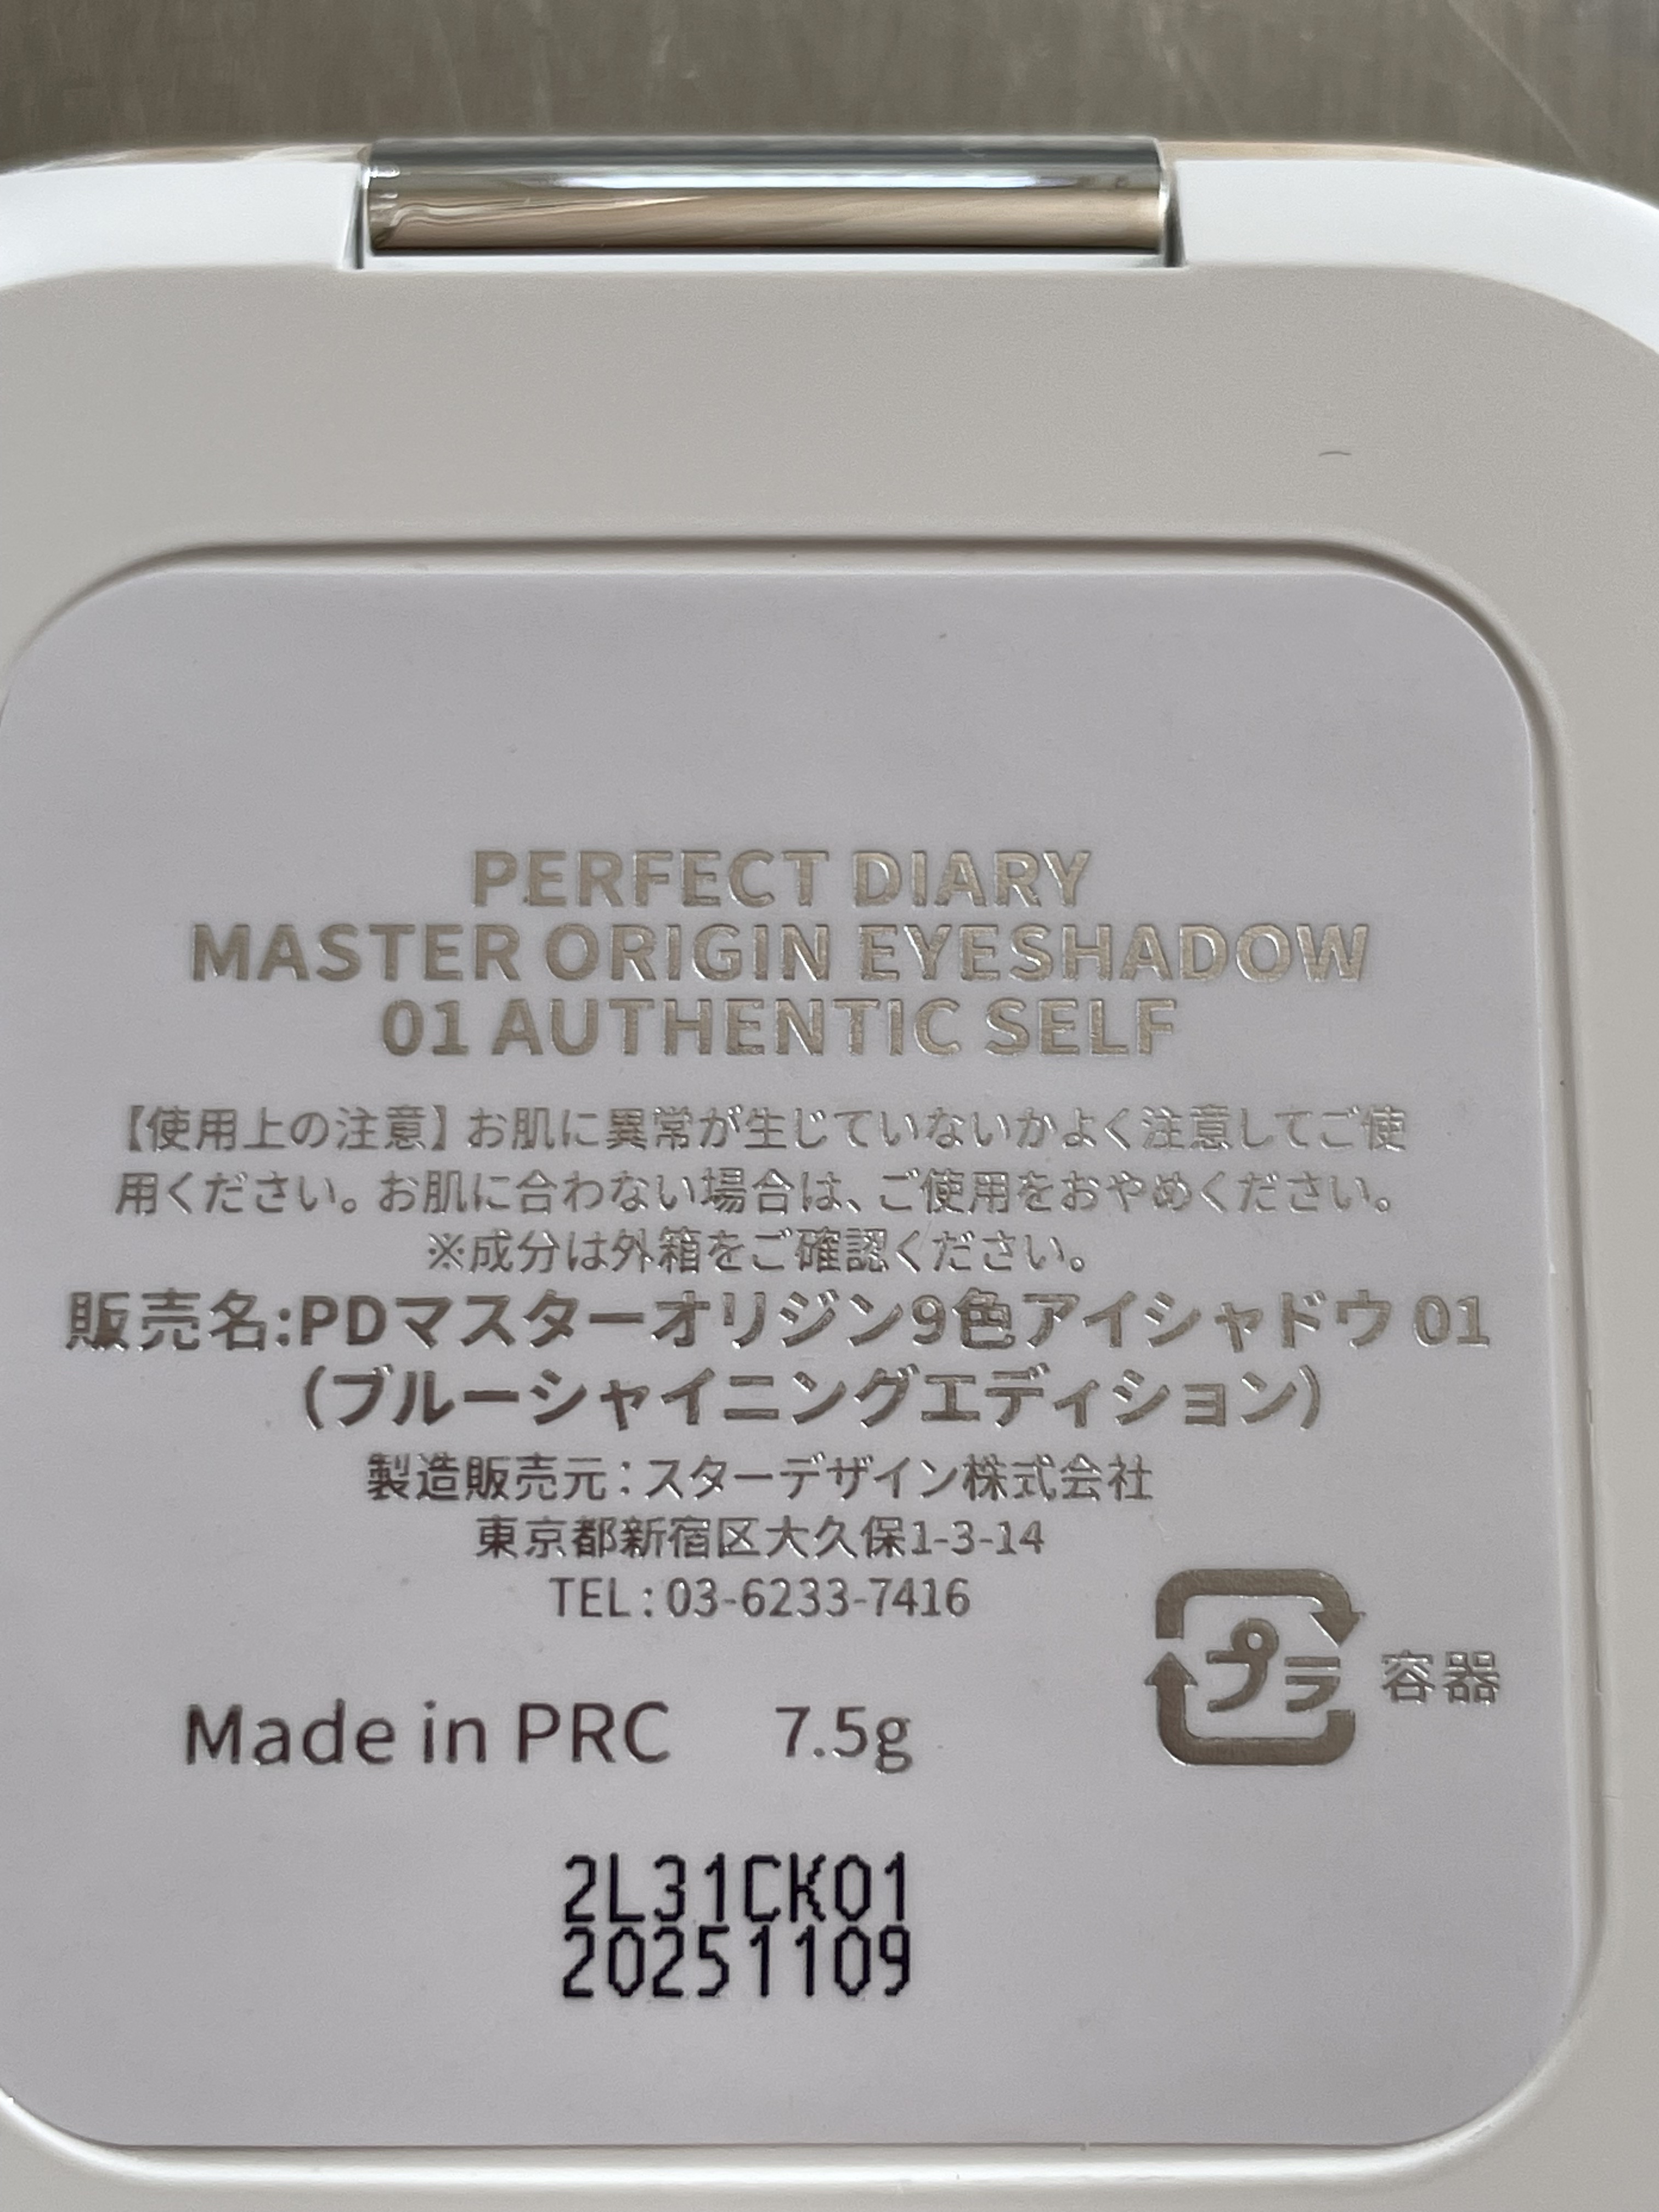 PERFECT DIARY
MASTER ORIGIN EYESHADOW
01 AUTHENTIC SELF
【使用上の注意】お肌に異常が生じていないかよく注意してご使
用ください。お肌に合わない場合は、ご使用をおやめください。
※成分は外箱をご確認ください。
販売名:PDマスターオリジン9色アイシャドウ 01
(ブルーシャイニングエディション)
製造販売元：スターデザイン株式会社
東京都新宿区大久保1-3-14
TEL：03-6233-7416
プラ 容器
Made in PRC 7.5g
2L31CK01
20251109